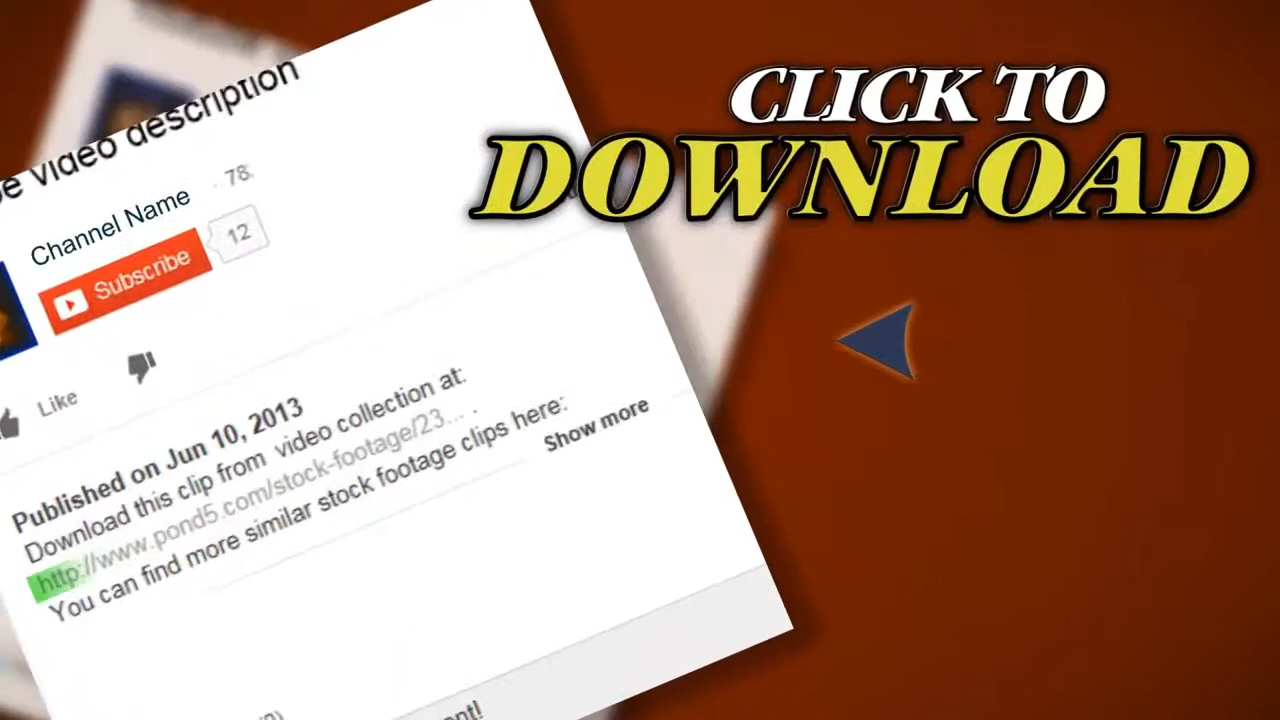 CLICK TO
DOWNLOAD
video description
Channel Name
78
Subscribe
12
Like
Published on Jun 10, 2013
Download this clip from video collection at:
http://www.pond5.com/stock-footage/23... .
You can find more similar stock footage clips here:
Show more